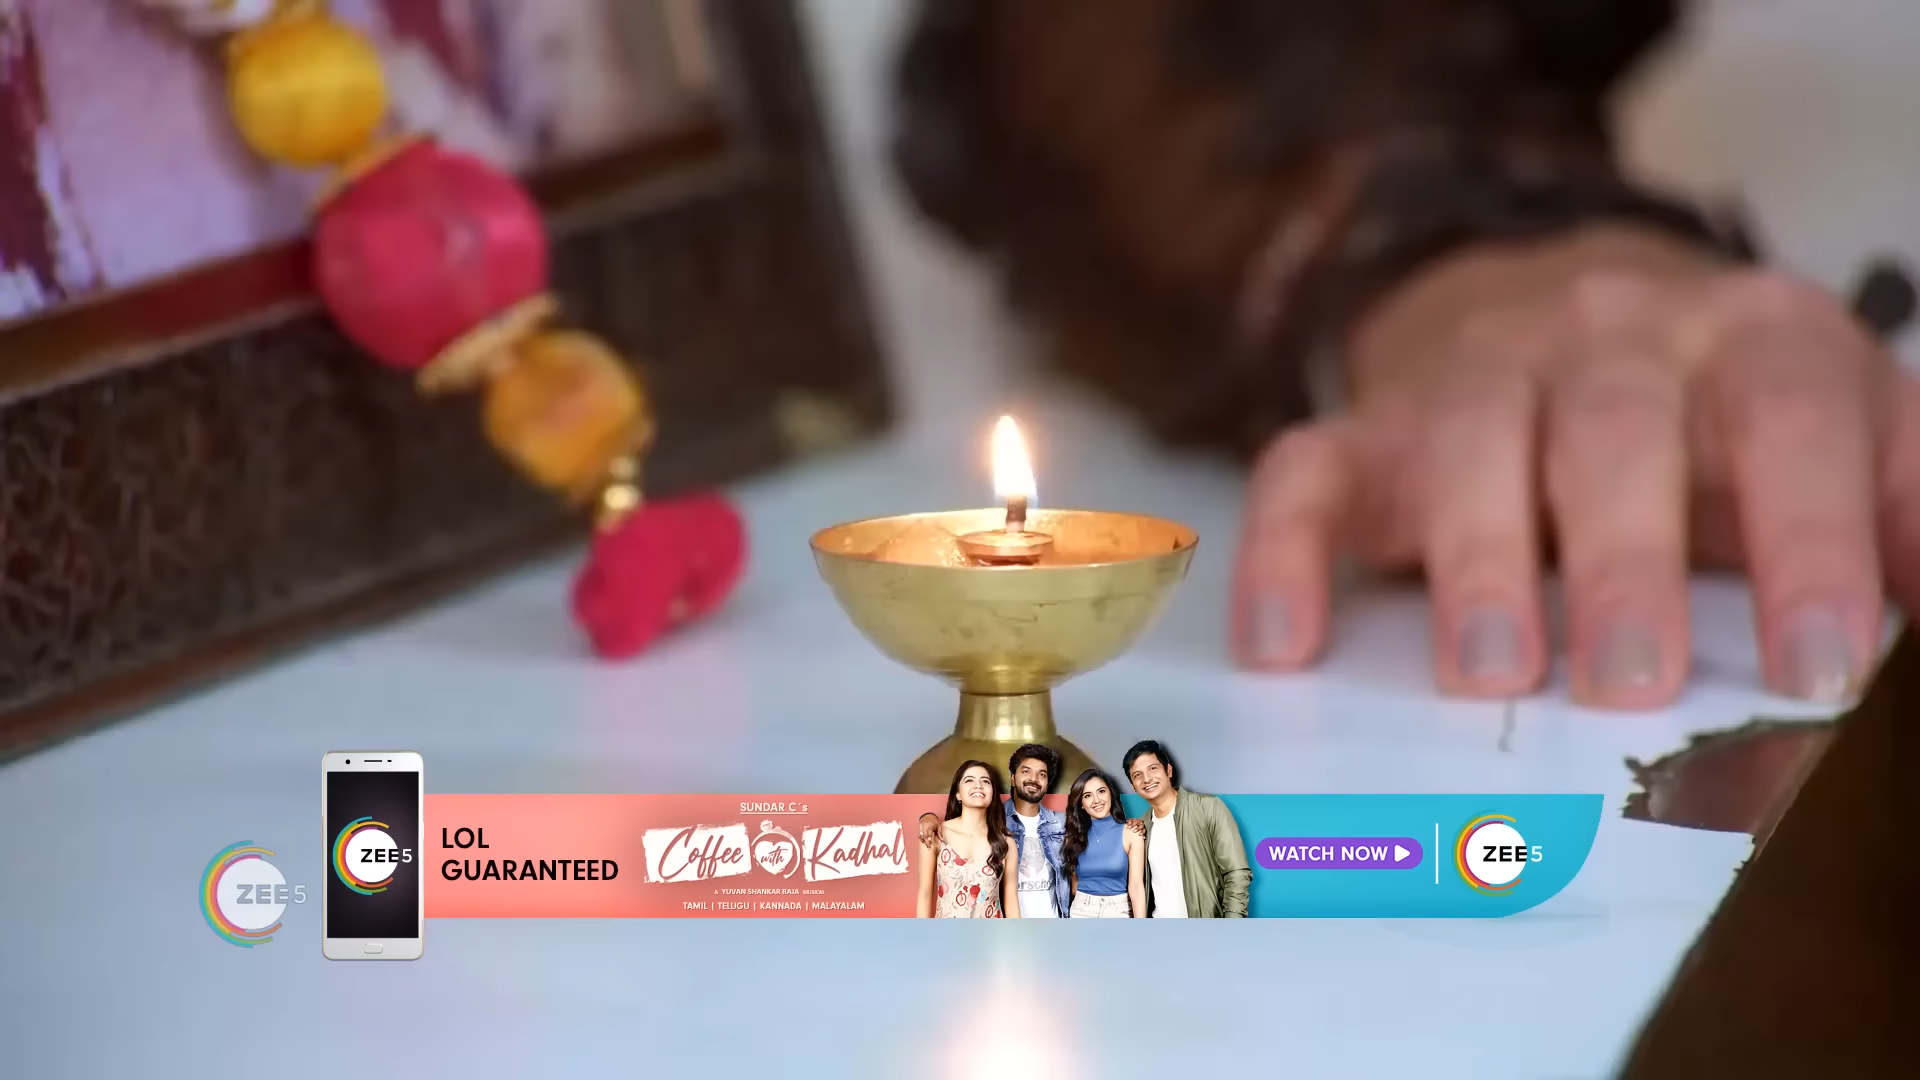 ZEE5
ZEE5
LOL
GUARANTEED
SUNDAR C's
Coffee with Kadhal
A YUVAN SHANKAR RAJA MUSICAL
TAMIL | TELUGU | KANNADA | MALAYALAM
WATCH NOW
ZEE5